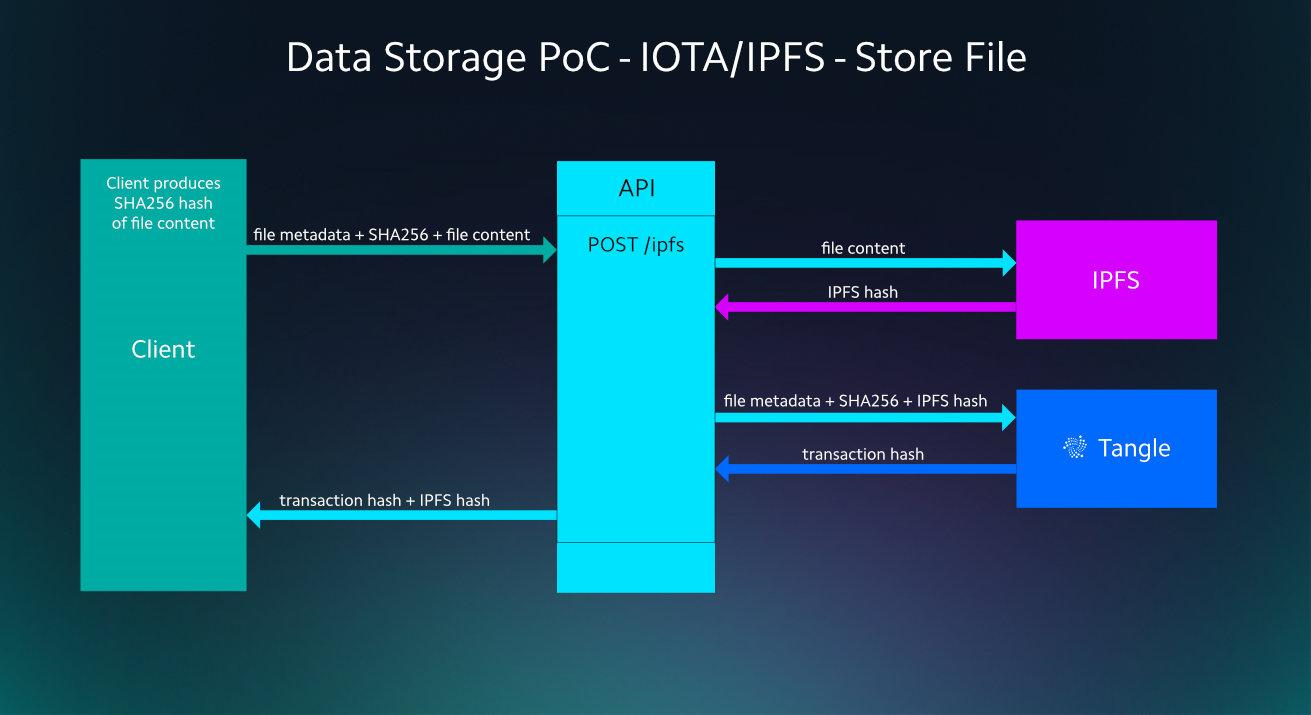 Data Storage PoC - IOTA/IPFS - Store File
Client produces
SHA256 hash
of file content
Client
file metadata + SHA256 + file content
API
POST /ipfs
file content
IPFS hash
IPFS
file metadata + SHA256 + IPFS hash
transaction hash
Tangle
transaction hash + IPFS hash